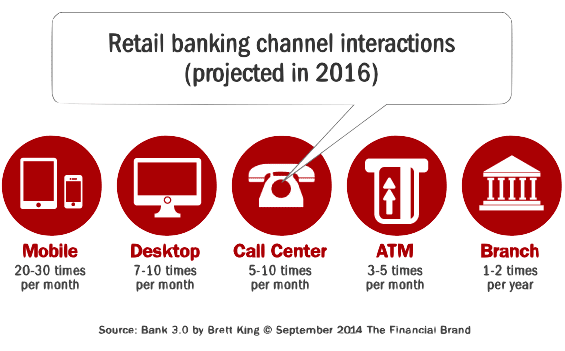 Retail banking channel interactions
(projected in 2016)
Mobile
20-30 times
per month
Desktop
7-10 times
per month
Call Center
5-10 times
per month
ATM
3-5 times
per month
Branch
1-2 times
per year
Source: Bank 3.0 by Brett King © September 2014 The Financial Brand